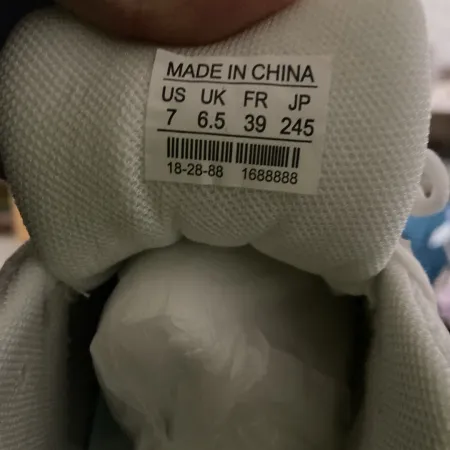 MADE IN CHINA
US UK FR JP
7 6.5 39 245
18-28-88 1688888